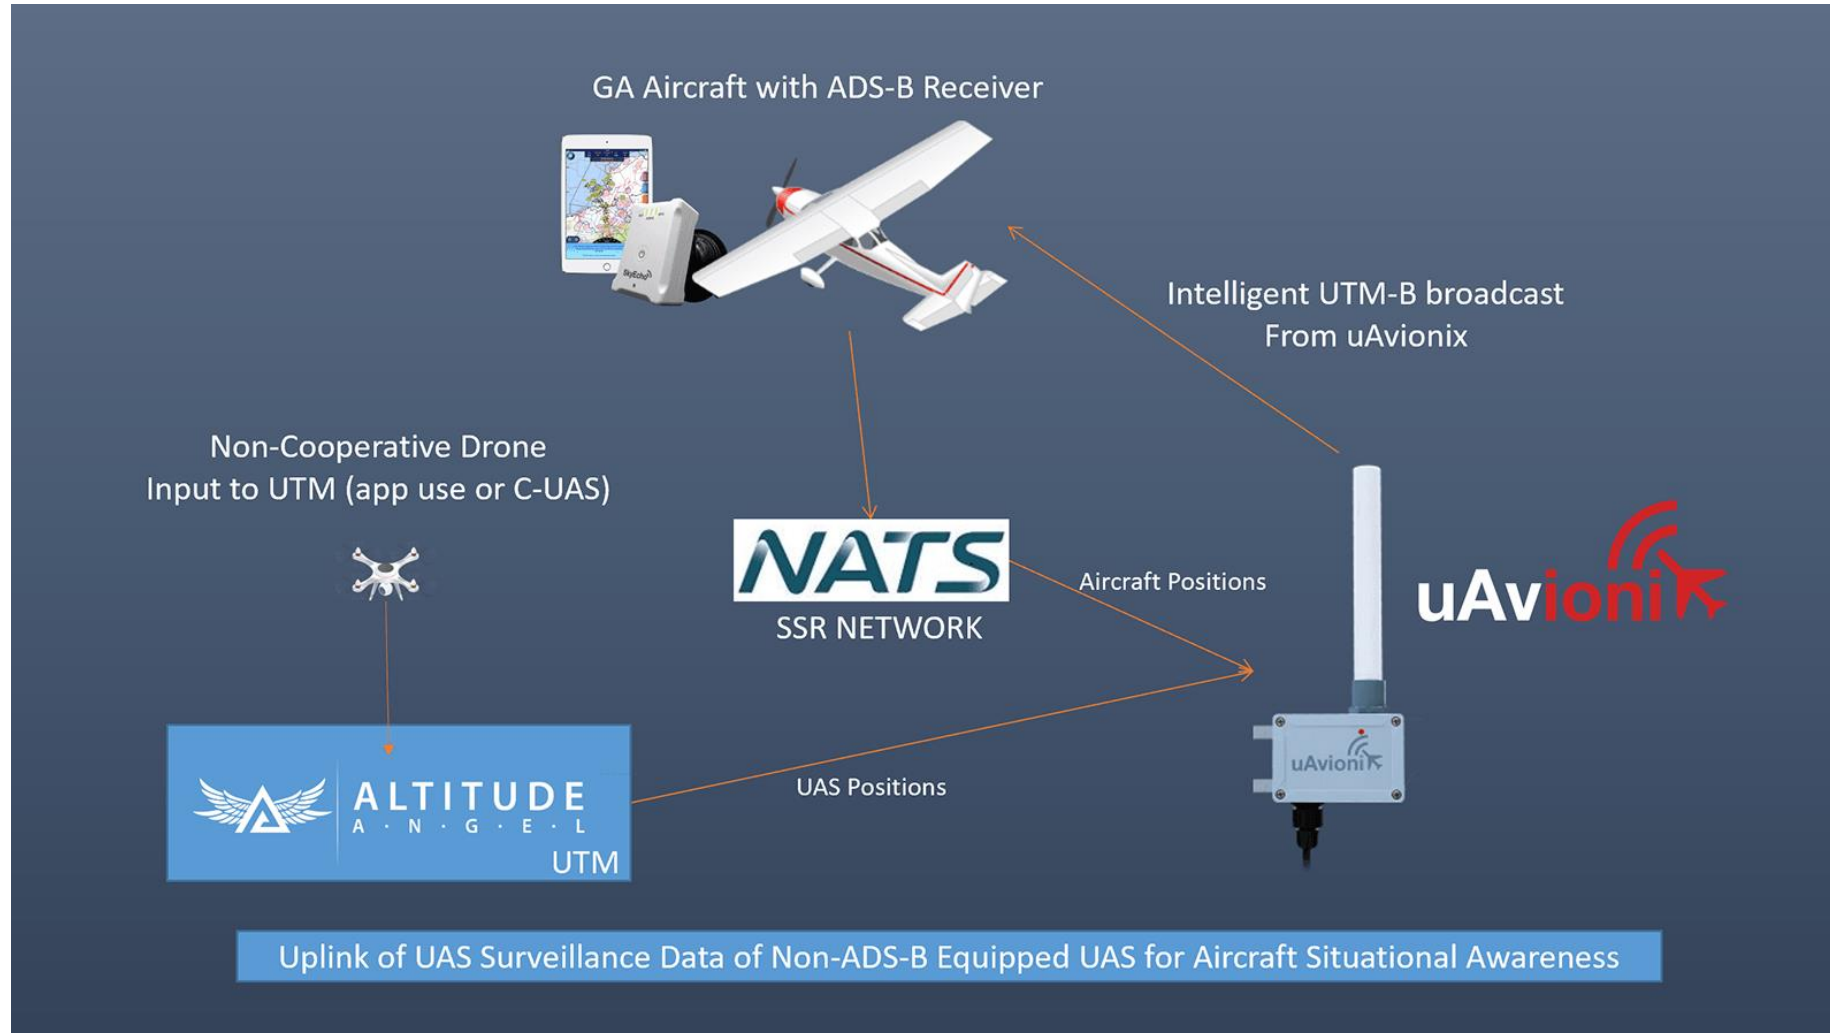 GA Aircraft with ADS-B Receiver
SkyEcho
Intelligent UTM-B broadcast
From uAvionix
Non-Cooperative Drone
Input to UTM (app use or C-UAS)
NATS
SSR NETWORK
Aircraft Positions
uAvionix
uAvionix
ALTITUDE
A · N · G · E · L
UTM
UAS Positions
Uplink of UAS Surveillance Data of Non-ADS-B Equipped UAS for Aircraft Situational Awareness